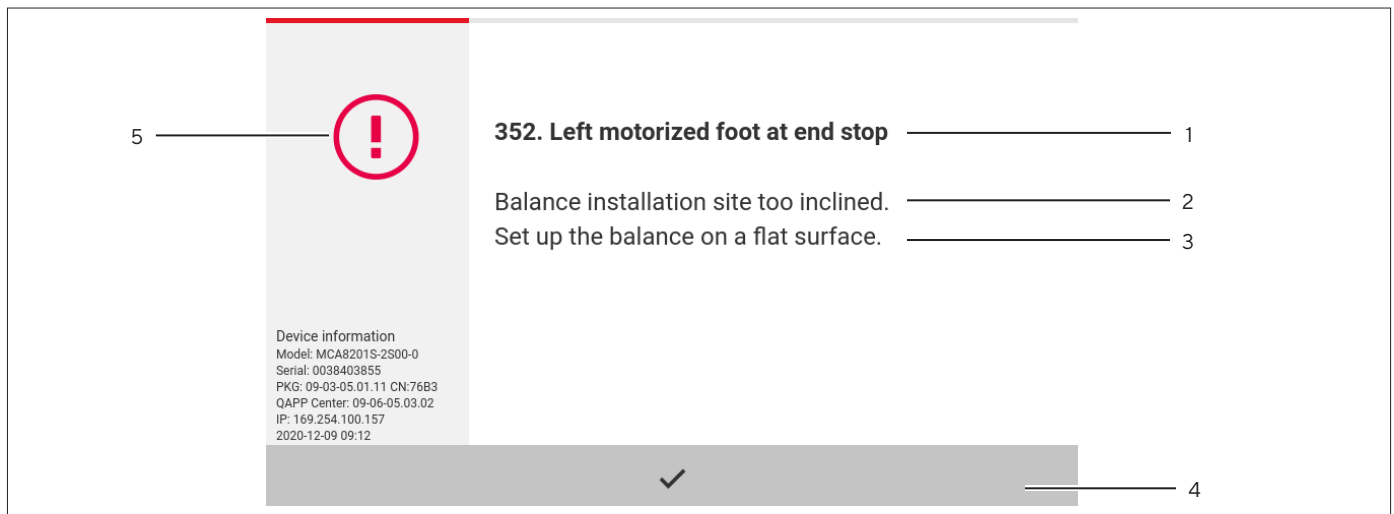 5
352. Left motorized foot at end stop
1
Balance installation site too inclined.
2
Set up the balance on a flat surface.
3
Device information
Model: MCA8201S-2S00-0
Serial: 0038403855
PKG: 09-03-05.01.11 CN:76B3
QAPP Center: 09-06-05.03.02
IP: 169.254.100.157
2020-12-09 09:12
4